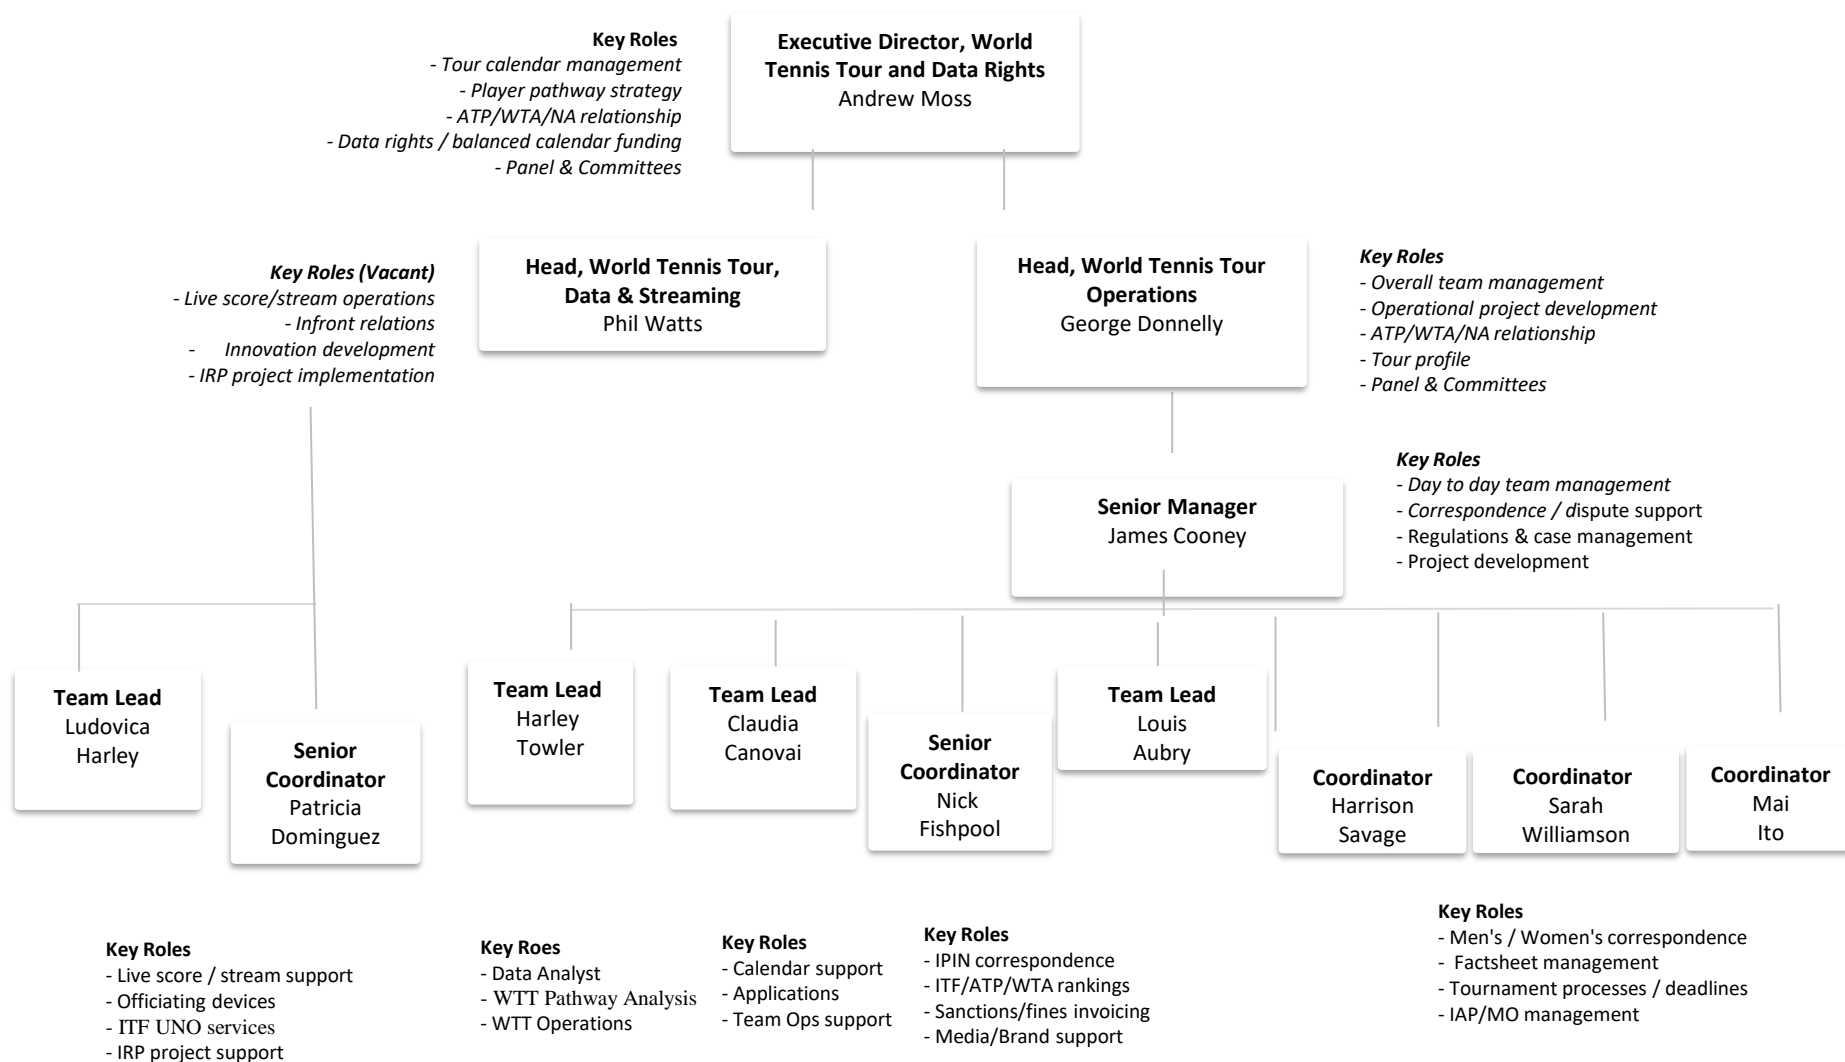 Key Roles
- Tour calendar management
- Player pathway strategy
- ATP/WTA/NA relationship
- Data rights / balanced calendar funding
- Panel & Committees
Executive Director, World
Tennis Tour and Data Rights
Andrew Moss
Key Roles (Vacant)
- Live score/stream operations
- Infront relations
- Innovation development
- IRP project implementation
Head, World Tennis Tour,
Data & Streaming
Phil Watts
Head, World Tennis Tour
Operations
George Donnelly
Key Roles
- Overall team management
- Operational project development
- ATP/WTA/NA relationship
- Tour profile
- Panel & Committees
Senior Manager
James Cooney
Key Roles
- Day to day team management
- Correspondence / dispute support
- Regulations & case management
- Project development
Team Lead
Ludovica
Harley
Senior
Coordinator
Patricia
Dominguez
Team Lead
Harley
Towler
Team Lead
Claudia
Canovai
Senior
Coordinator
Nick
Fishpool
Team Lead
Louis
Aubry
Coordinator
Harrison
Savage
Coordinator
Sarah
Williamson
Coordinator
Mai
Ito
Key Roles
- Live score / stream support
- Officiating devices
- ITF UNO services
- IRP project support
Key Roes
- Data Analyst
- WTT Pathway Analysis
- WTT Operations
Key Roles
- Calendar support
- Applications
- Team Ops support
Key Roles
- IPIN correspondence
- ITF/ATP/WTA rankings
- Sanctions/fines invoicing
- Media/Brand support
Key Roles
- Men's / Women's correspondence
- Factsheet management
- Tournament processes / deadlines
- IAP/MO management